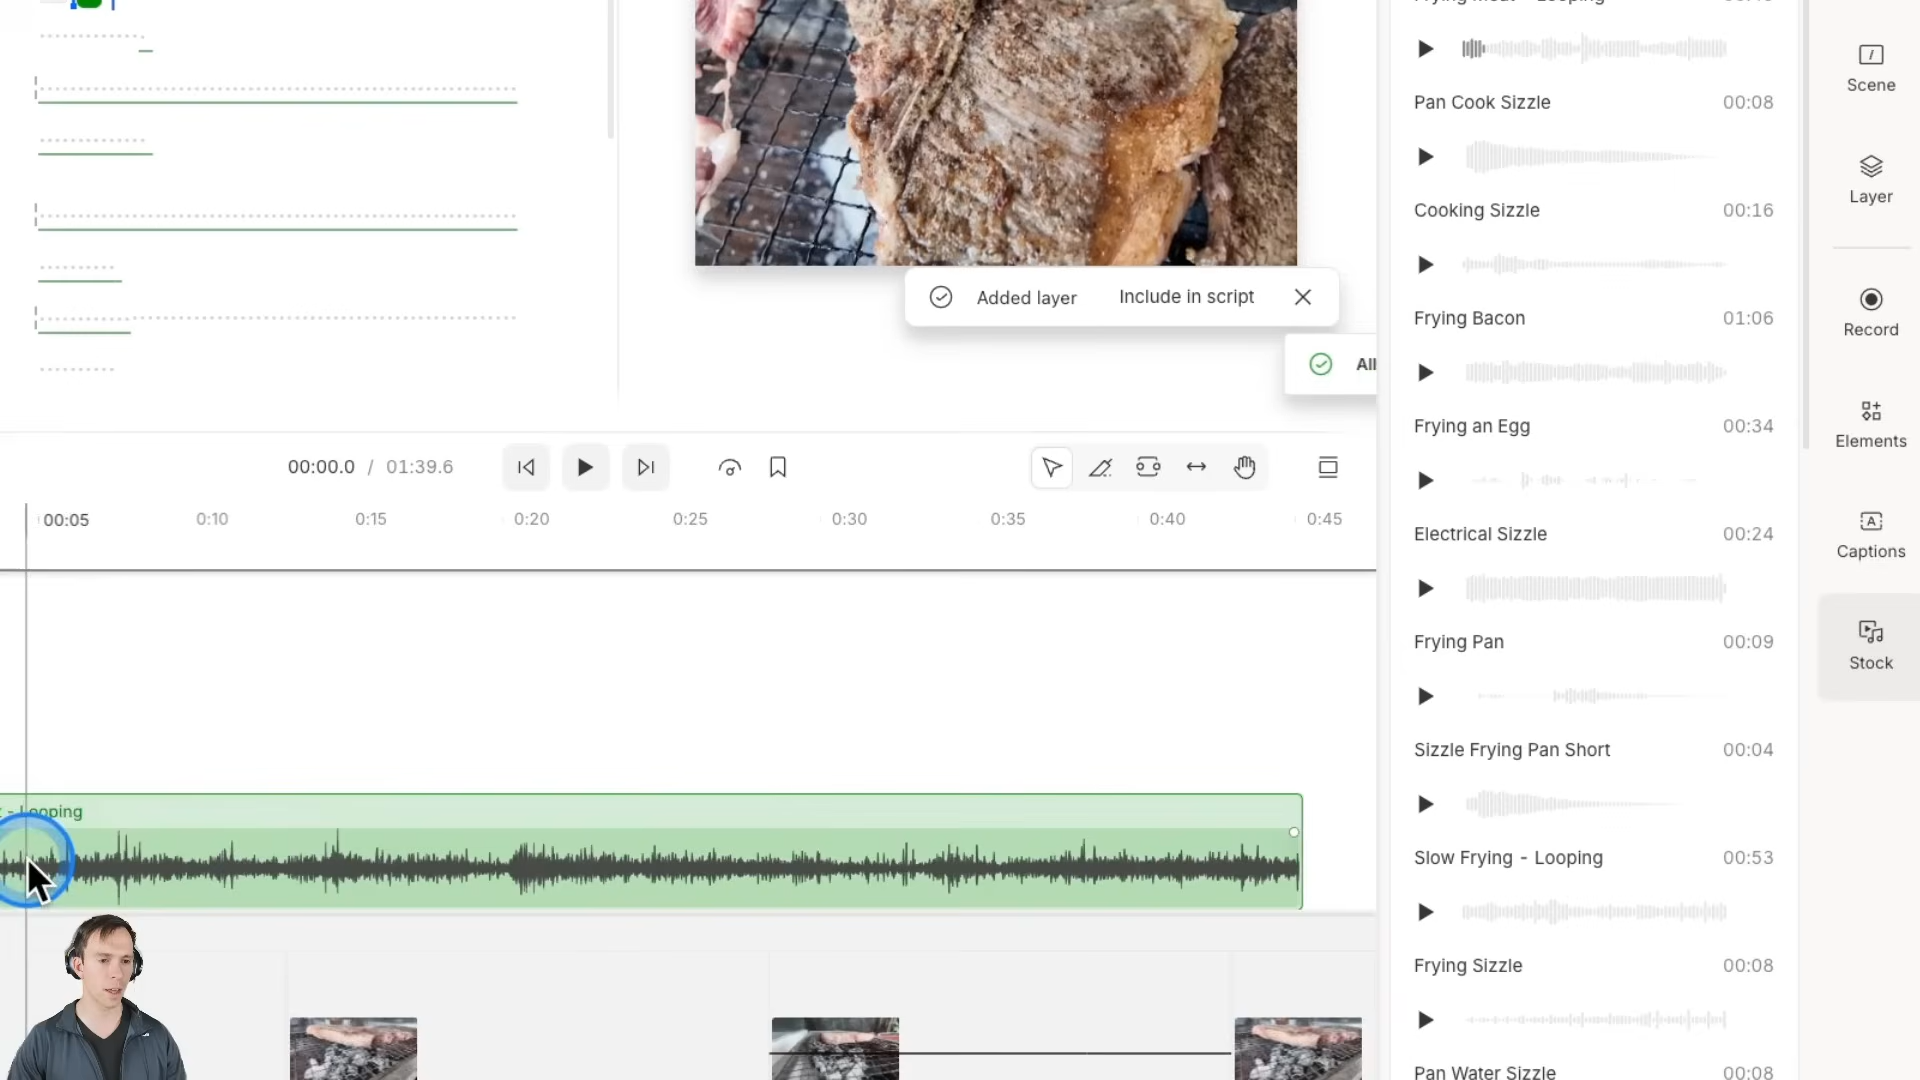 Pan Cook Sizzle 00:08
Cooking Sizzle 00:16
Frying Bacon 01:06
Frying an Egg 00:34
Electrical Sizzle 00:24
Frying Pan 00:09
Sizzle Frying Pan Short 00:04
Slow Frying - Looping 00:53
Frying Sizzle 00:08
Pan Water Sizzle 00:08
Scene
Layer
Record
Elements
Captions
Stock
Added layer Include in script
All
00:00.0 / 01:39.6
00:05 0:10 0:15 0:20 0:25 0:30 0:35 0:40 0:45
- Looping